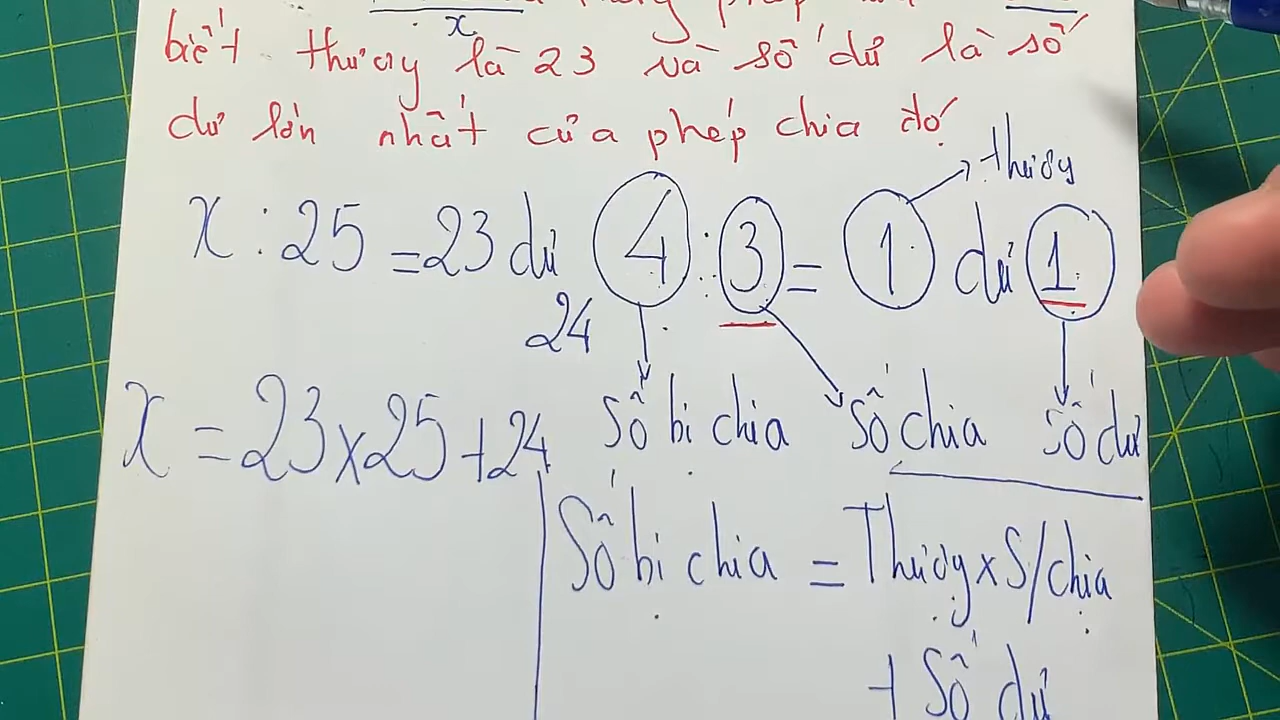 x
biết thương là 23 và số dư là số
dư lớn nhất của phép chia đó
thương
x : 25 = 23 dư 4 : 3 = 1 dư 1
24
x = 23 x 25 + 24
Số bị chia Số chia Số dư
Số bị chia = Thương x S/chia
+ Số dư